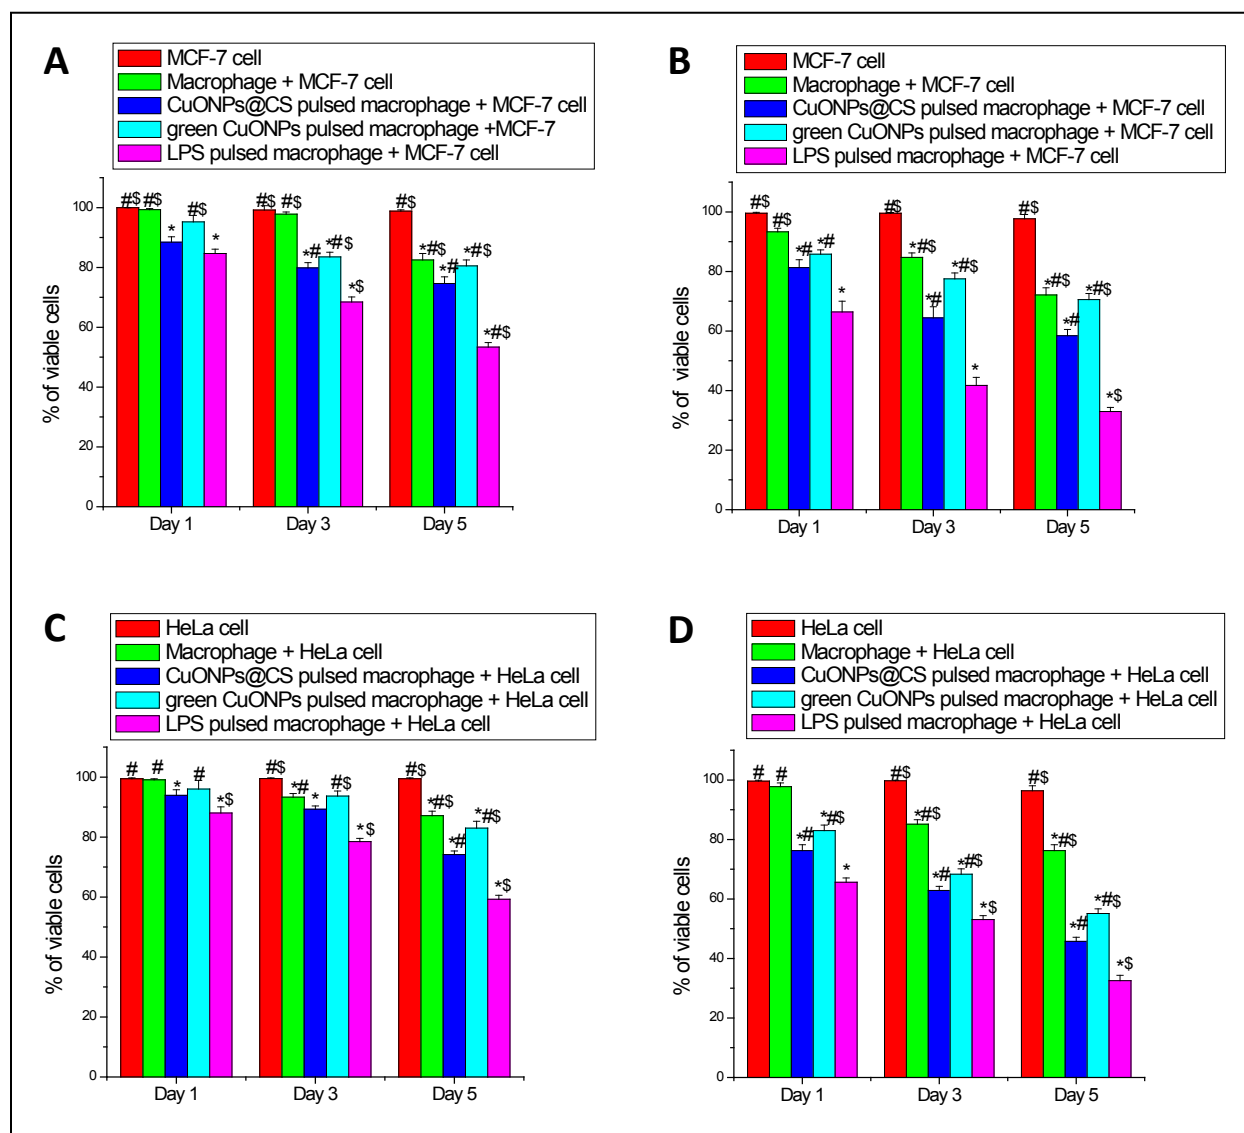 A
MCF-7 cell
Macrophage + MCF-7 cell
CuONPs@CS pulsed macrophage + MCF-7 cell
green CuONPs pulsed macrophage +MCF-7
LPS pulsed macrophage + MCF-7 cell
% of viable cells
100
80
60
40
20
0
#$ #$ * #$ *
#$ #$ *# *#$ *$
#$ *#$ *# *#$ *#$
Day 1 Day 3 Day 5
B
MCF-7 cell
Macrophage + MCF-7 cell
CuONPs@CS pulsed macrophage + MCF-7 cell
green CuONPs pulsed macrophage + MCF-7 cell
LPS pulsed macrophage + MCF-7 cell
% of viable cells
100
80
60
40
20
0
#$ #$ *# *# *
#$ *#$ *# *#$ *
#$ *#$ *# *#$ *$
Day 1 Day 3 Day 5
C
HeLa cell
Macrophage + HeLa cell
CuONPs@CS pulsed macrophage + HeLa cell
green CuONPs pulsed macrophage + HeLa cell
LPS pulsed macrophage + HeLa cell
% of viable cells
100
80
60
40
20
0
# # * # *$
#$ *# * #$ *$
#$ *#$ *# *#$ *$
Day 1 Day 3 Day 5
D
HeLa cell
Macrophage + HeLa cell
CuONPs@CS pulsed macrophage + HeLa cell
green CuONPs pulsed macrophage + HeLa cell
LPS pulsed macrophage + HeLa cell
% of viable cells
100
80
60
40
20
0
# # *# *#$ *
#$ *#$ *# *#$ *$
#$ *#$ *# *#$ *$
Day 1 Day 3 Day 5